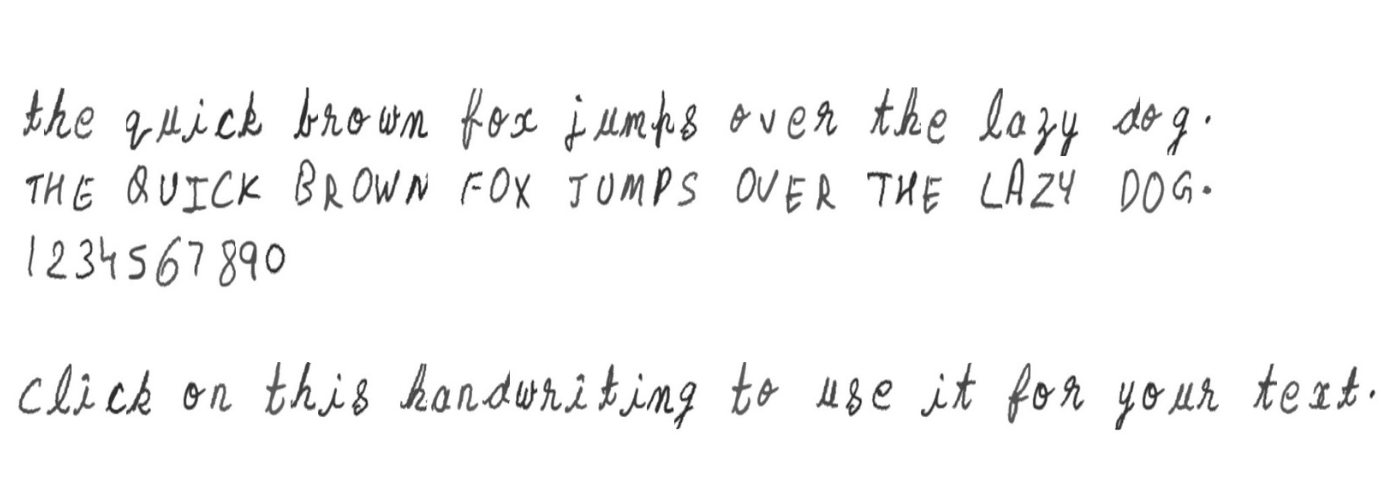 the quick brown fox jumps over the lazy dog.
THE QUICK BROWN FOX JUMPS OVER THE LAZY DOG.
1234567890
click on this handwriting to use it for your text.